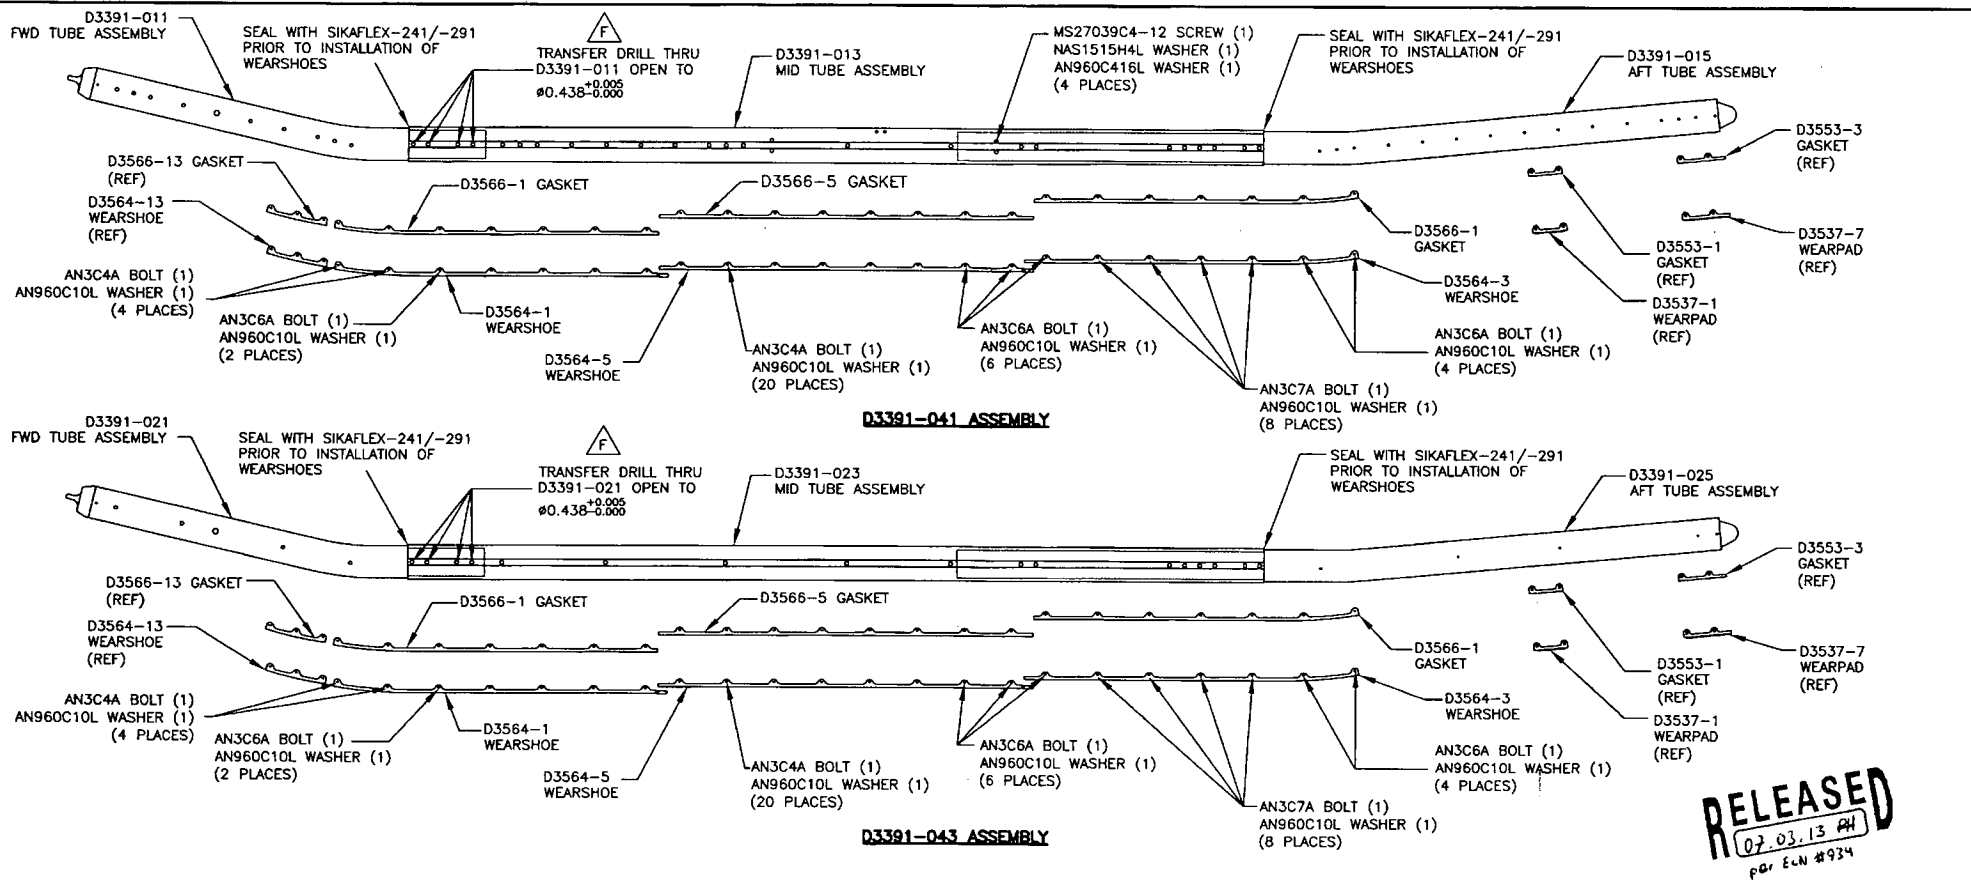 D3391-011
FWD TUBE ASSEMBLY
SEAL WITH SIKAFLEX-241/-291
PRIOR TO INSTALLATION OF
WEARSHOES
F
TRANSFER DRILL THRU
D3391-011 OPEN TO
+0.005
ø0.438-0.000
D3391-013
MID TUBE ASSEMBLY
MS27039C4-12 SCREW (1)
NAS1515H4L WASHER (1)
AN960C416L WASHER (1)
(4 PLACES)
SEAL WITH SIKAFLEX-241/-291
PRIOR TO INSTALLATION OF
WEARSHOES
D3391-015
AFT TUBE ASSEMBLY
D3553-3
GASKET
(REF)
D3566-13 GASKET
(REF)
D3566-1 GASKET
D3566-5 GASKET
D3564-13
WEARSHOE
(REF)
D3566-1
GASKET
D3553-1
GASKET
(REF)
D3537-7
WEARPAD
(REF)
AN3C4A BOLT (1)
AN960C10L WASHER (1)
(4 PLACES)
D3564-3
WEARSHOE
D3537-1
WEARPAD
(REF)
AN3C6A BOLT (1)
AN960C10L WASHER (1)
(2 PLACES)
D3564-1
WEARSHOE
D3564-5
WEARSHOE
AN3C4A BOLT (1)
AN960C10L WASHER (1)
(20 PLACES)
AN3C6A BOLT (1)
AN960C10L WASHER (1)
(6 PLACES)
AN3C6A BOLT (1)
AN960C10L WASHER (1)
(4 PLACES)
AN3C7A BOLT (1)
AN960C10L WASHER (1)
(8 PLACES)
D3391-041 ASSEMBLY
D3391-021
FWD TUBE ASSEMBLY
SEAL WITH SIKAFLEX-241/-291
PRIOR TO INSTALLATION OF
WEARSHOES
F
TRANSFER DRILL THRU
D3391-021 OPEN TO
+0.005
ø0.438-0.000
D3391-023
MID TUBE ASSEMBLY
SEAL WITH SIKAFLEX-241/-291
PRIOR TO INSTALLATION OF
WEARSHOES
D3391-025
AFT TUBE ASSEMBLY
D3553-3
GASKET
(REF)
D3566-13 GASKET
(REF)
D3566-1 GASKET
D3566-5 GASKET
D3564-13
WEARSHOE
(REF)
D3566-1
GASKET
D3553-1
GASKET
(REF)
D3537-7
WEARPAD
(REF)
AN3C4A BOLT (1)
AN960C10L WASHER (1)
(4 PLACES)
D3564-3
WEARSHOE
D3537-1
WEARPAD
(REF)
AN3C6A BOLT (1)
AN960C10L WASHER (1)
(2 PLACES)
D3564-1
WEARSHOE
D3564-5
WEARSHOE
AN3C4A BOLT (1)
AN960C10L WASHER (1)
(20 PLACES)
AN3C6A BOLT (1)
AN960C10L WASHER (1)
(6 PLACES)
AN3C6A BOLT (1)
AN960C10L WASHER (1)
(4 PLACES)
AN3C7A BOLT (1)
AN960C10L WASHER (1)
(8 PLACES)
D3391-043 ASSEMBLY
RELEASED
07.03.13
per ECN #934